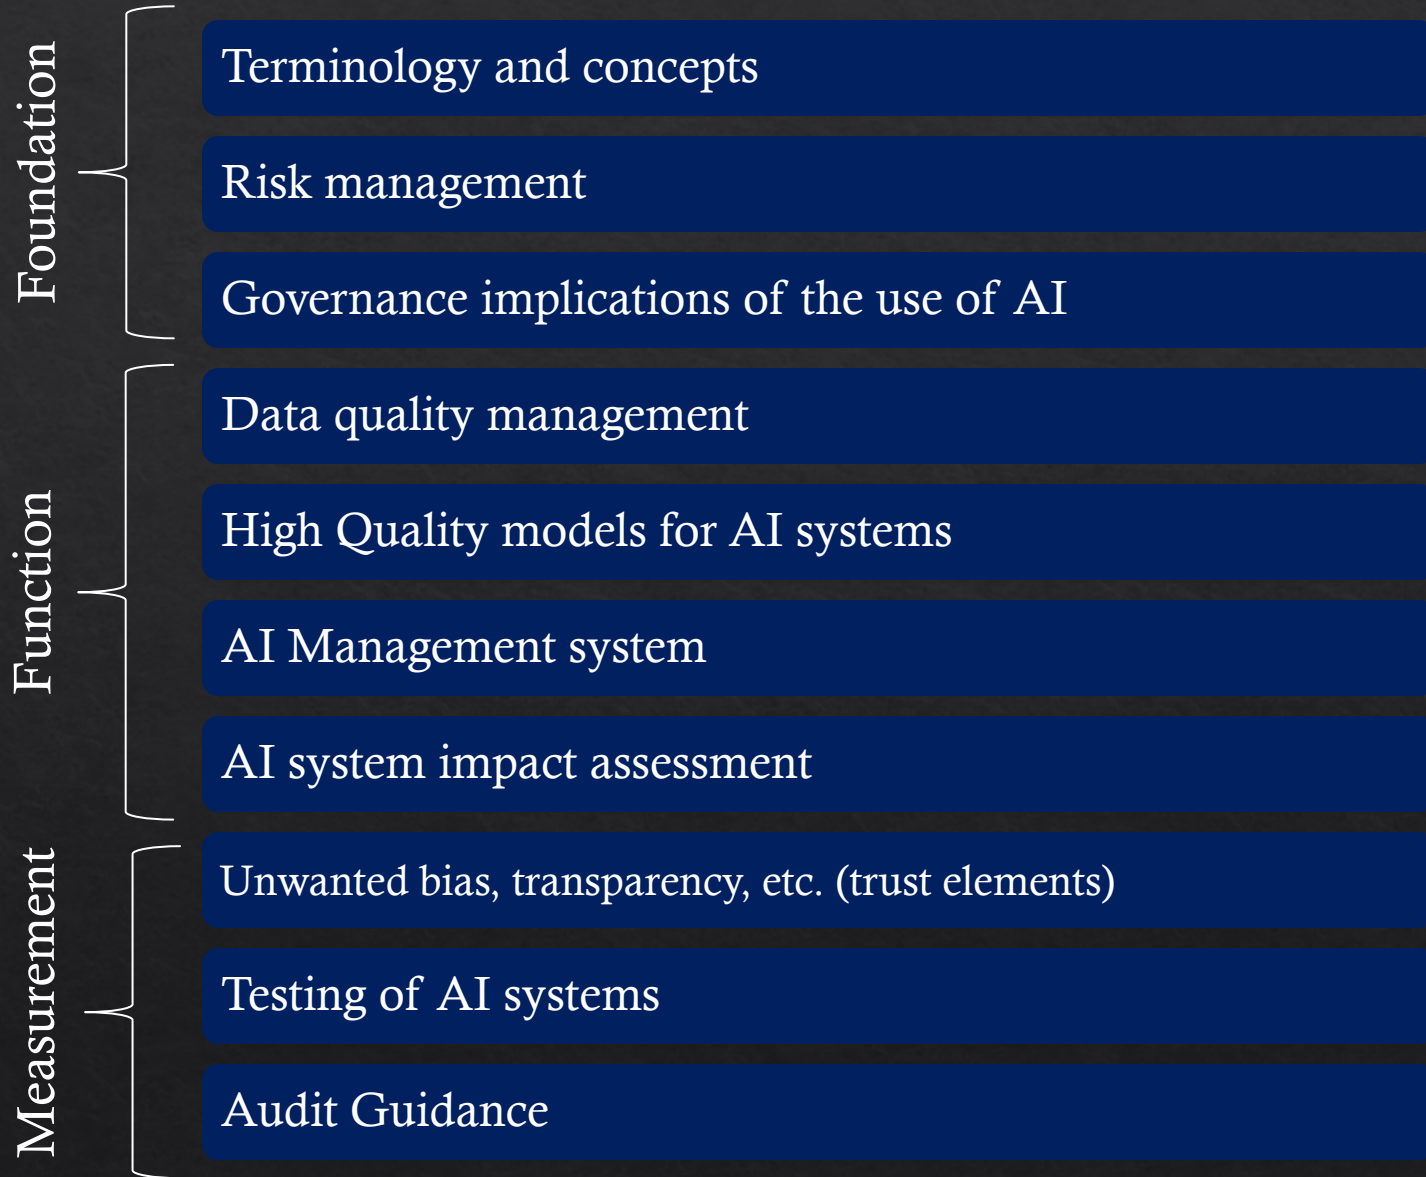 Foundation
Terminology and concepts
Risk management
Governance implications of the use of AI
Function
Data quality management
High Quality models for AI systems
AI Management system
AI system impact assessment
Measurement
Unwanted bias, transparency, etc. (trust elements)
Testing of AI systems
Audit Guidance